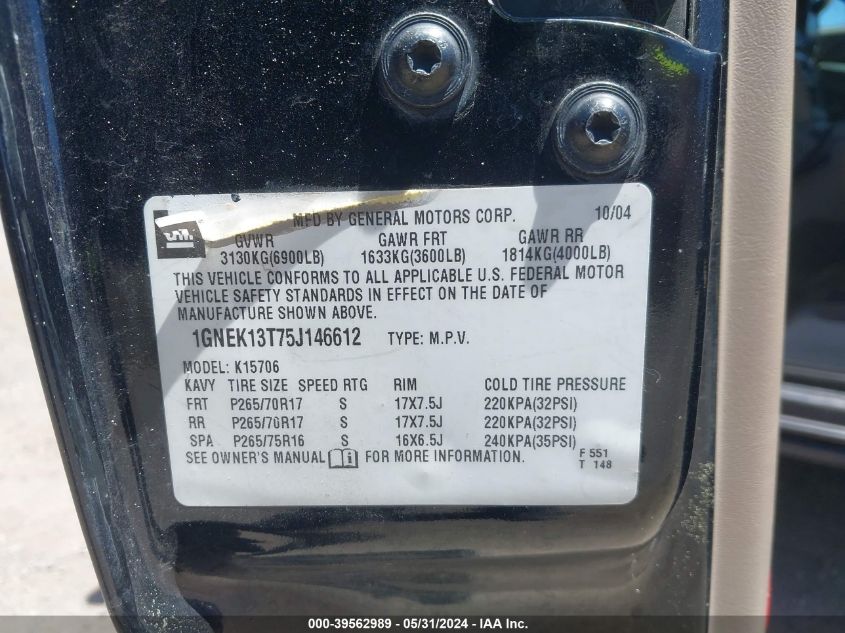 MFD BY GENERAL MOTORS CORP. 10/04
GVWR GAWR FRT GAWR RR
3130KG(6900LB) 1633KG(3600LB) 1814KG(4000LB)
THIS VEHICLE CONFORMS TO ALL APPLICABLE U.S. FEDERAL MOTOR
VEHICLE SAFETY STANDARDS IN EFFECT ON THE DATE OF
MANUFACTURE SHOWN ABOVE.
1GNEK13T75J146612 TYPE: M.P.V.
MODEL: K15706
KAVY TIRE SIZE SPEED RTG RIM COLD TIRE PRESSURE
FRT P265/70R17 S 17X7.5J 220KPA(32PSI)
RR P265/70R17 S 17X7.5J 220KPA(32PSI)
SPA P265/75R16 S 16X6.5J 240KPA(35PSI)
SEE OWNER'S MANUAL FOR MORE INFORMATION.
F 551
T 148
000-39562989 - 05/31/2024 - IAA Inc.